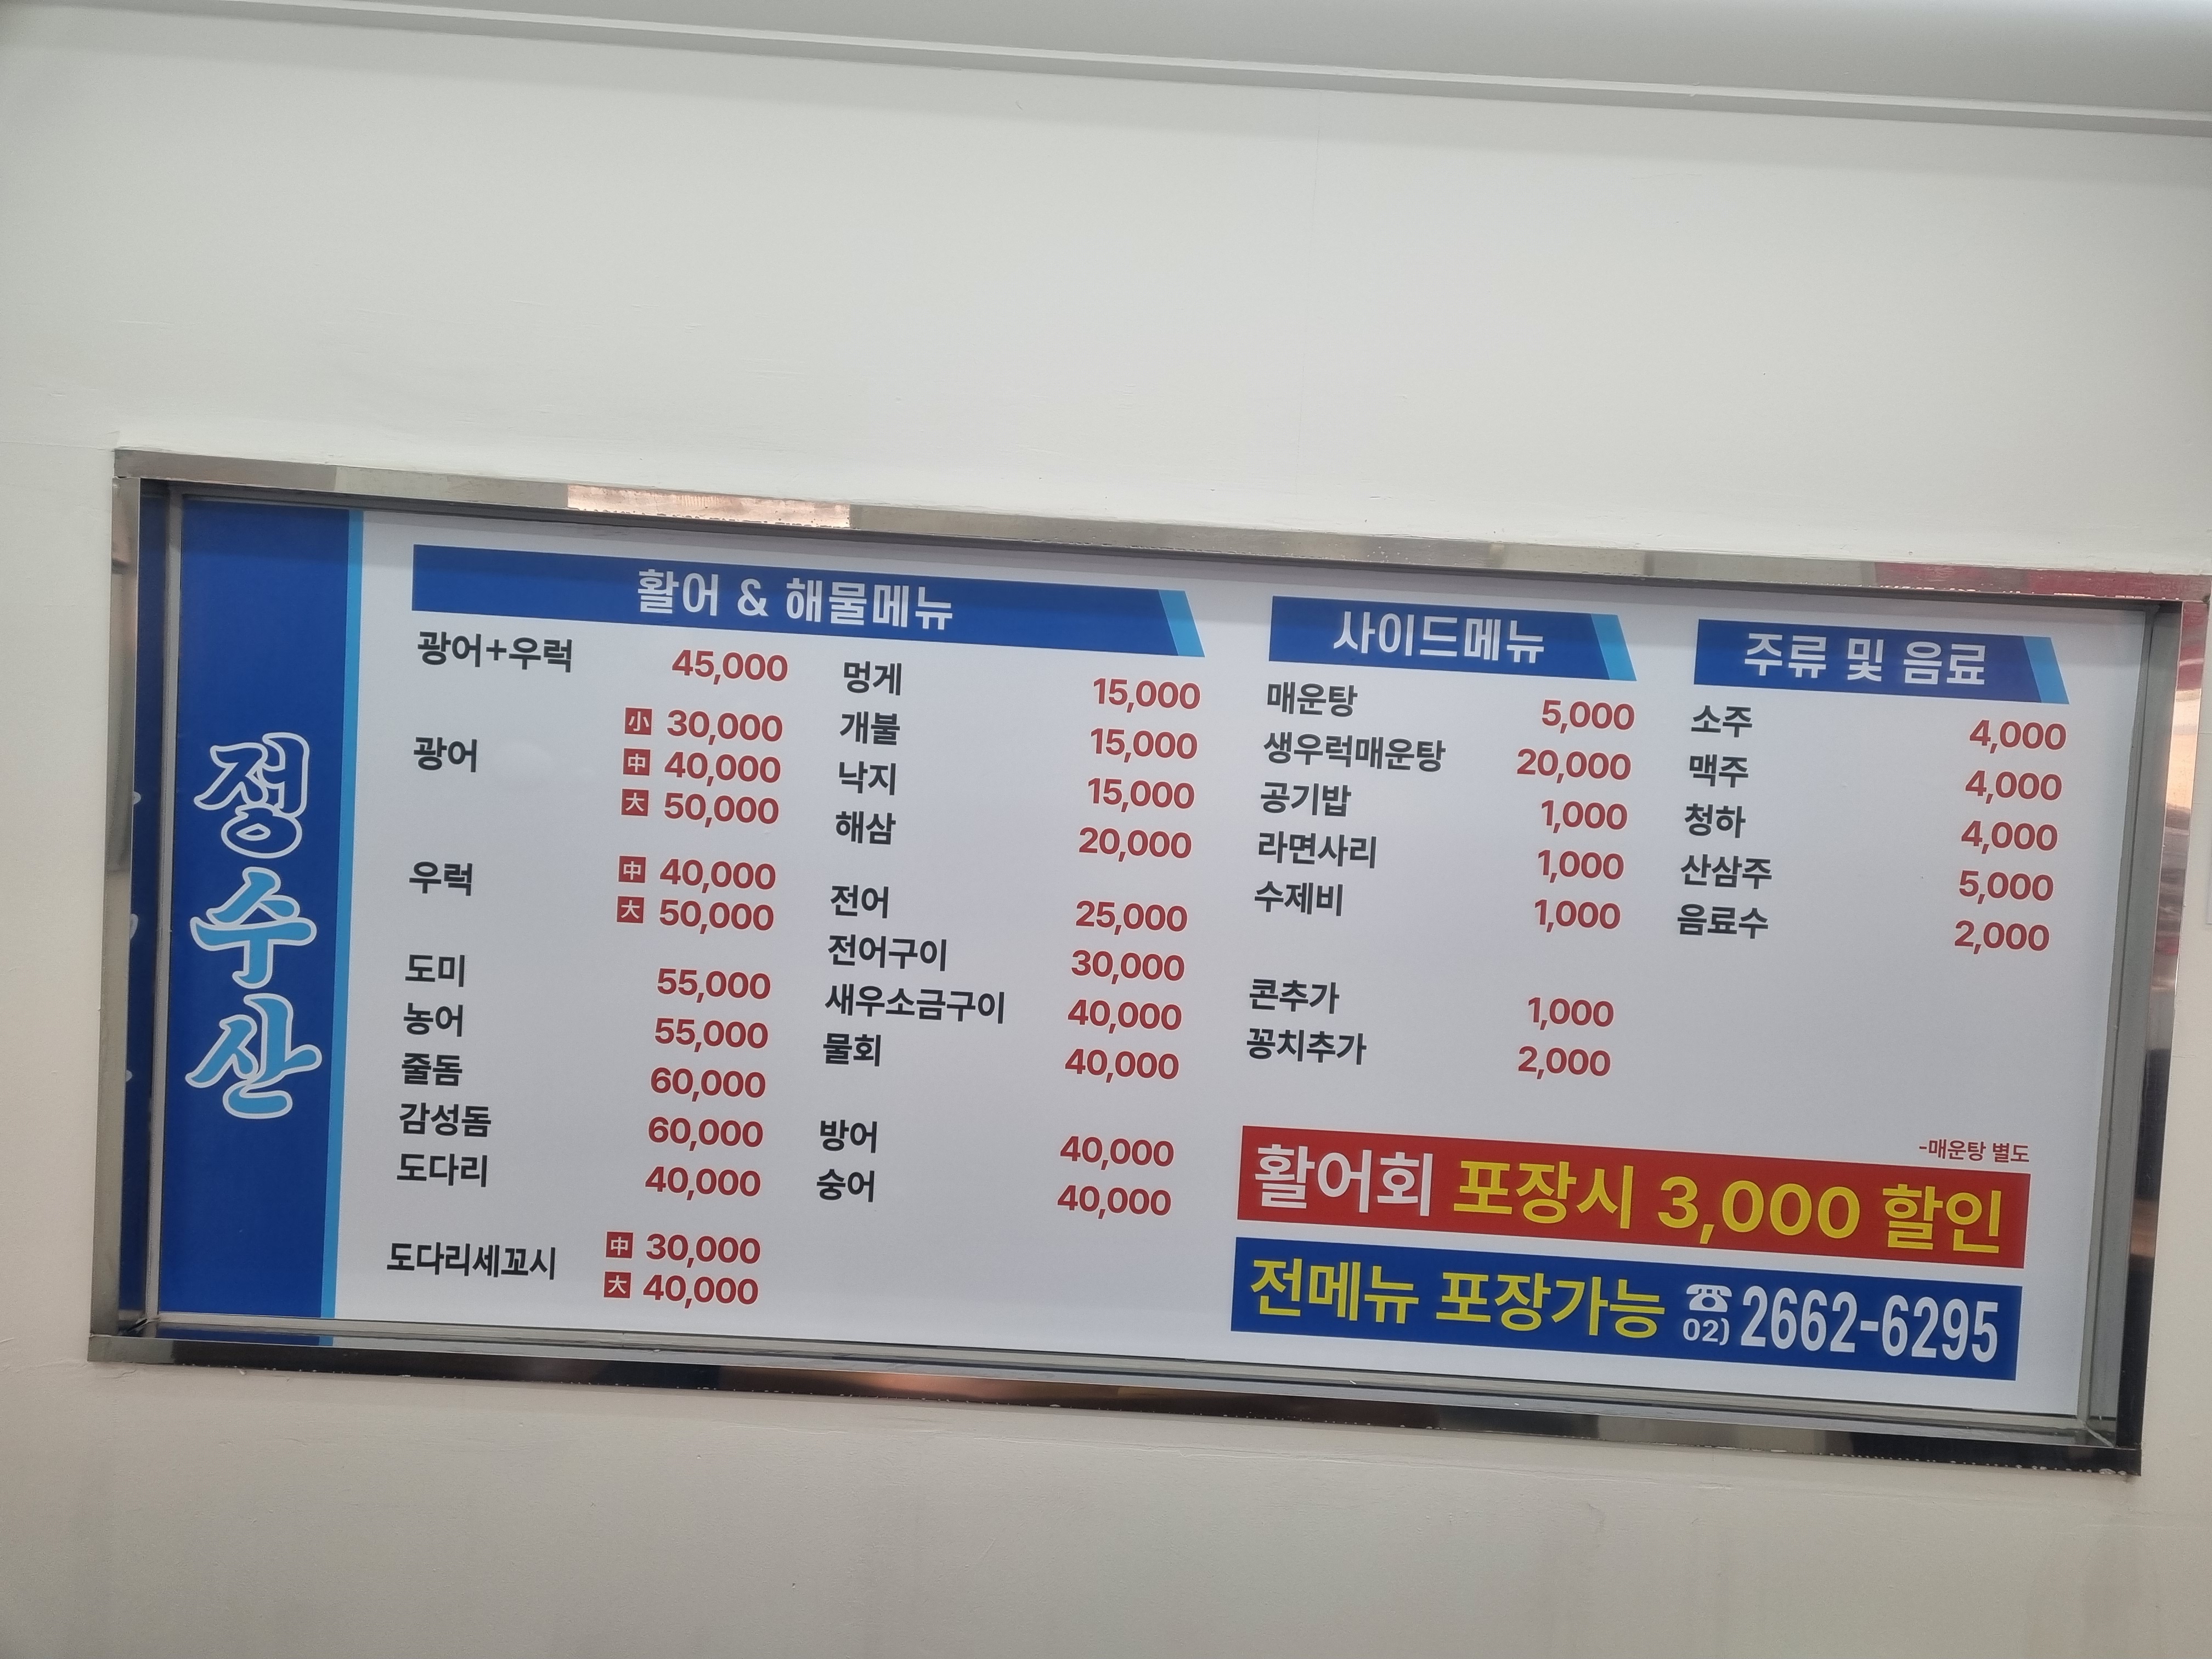 정수산
활어 & 해물메뉴
광어+우럭 45,000
광어 小 30,000
中 40,000
大 50,000
우럭 中 40,000
大 50,000
도미 55,000
농어 55,000
줄돔 60,000
감성돔 60,000
도다리 40,000
도다리세꼬시 中 30,000
大 40,000
멍게 15,000
개불 15,000
낙지 15,000
해삼 20,000
전어 25,000
전어구이 30,000
새우소금구이 40,000
물회 40,000
방어 40,000
숭어 40,000
사이드메뉴
매운탕 5,000
생우럭매운탕 20,000
공기밥 1,000
라면사리 1,000
수제비 1,000
콘추가 1,000
꽁치추가 2,000
주류 및 음료
소주 4,000
맥주 4,000
청하 4,000
산삼주 5,000
음료수 2,000
-매운탕 별도
활어회 포장시 3,000 할인
전메뉴 포장가능 ☎ 02) 2662-6295